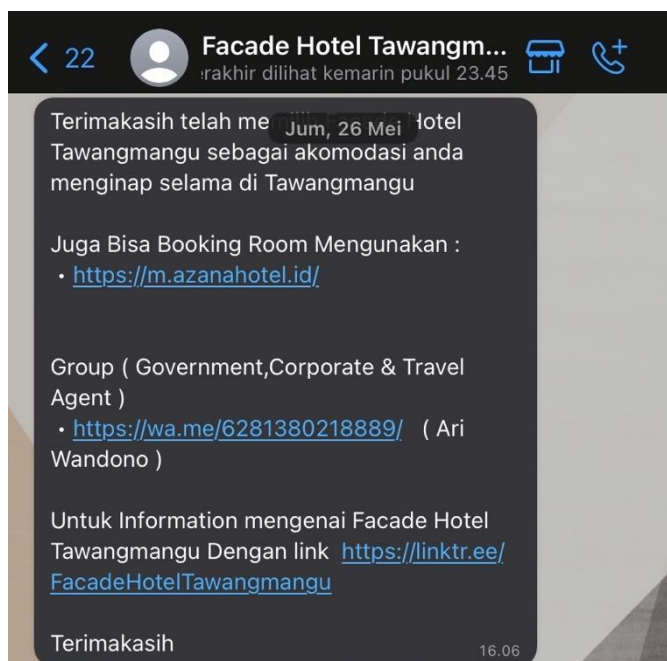 22
Facade Hotel Tawangm...
erakhir dilihat kemarin pukul 23.45
Jum, 26 Mei
Terimakasih telah me Hotel
Tawangmangu sebagai akomodasi anda
menginap selama di Tawangmangu
Juga Bisa Booking Room Mengunakan :
• https://m.azanahotel.id/
Group ( Government,Corporate & Travel
Agent )
• https://wa.me/6281380218889/ ( Ari
Wandono )
Untuk Information mengenai Facade Hotel
Tawangmangu Dengan link https://linktr.ee/
FacadeHotelTawangmangu
Terimakasih
16.06